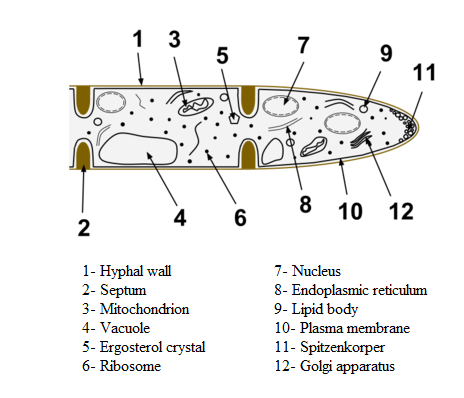 1
3
5
7
9
11
2
4
6
8
10
12
1- Hyphal wall
2- Septum
3- Mitochondrion
4- Vacuole
5- Ergosterol crystal
6- Ribosome
7- Nucleus
8- Endoplasmic reticulum
9- Lipid body
10- Plasma membrane
11- Spitzenkorper
12- Golgi apparatus